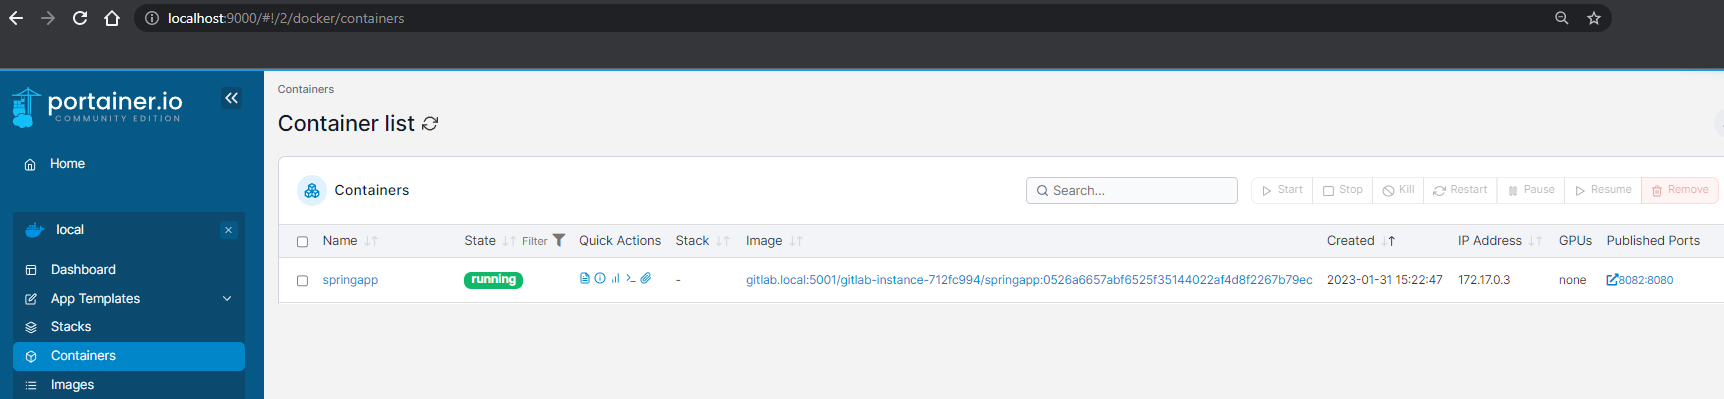 localhost:9000/#!/2/docker/containers
portainer.io
COMMUNITY EDITION
Home
local
Dashboard
App Templates
Stacks
Containers
Images
Containers
Container list
Containers
Search...
Start Stop Kill Restart Pause Resume Remove
Name State Filter Quick Actions Stack Image Created IP Address GPUs Published Ports
springapp running - gitlab.local:5001/gitlab-instance-712fc994/springapp:0526a6657abf6525f35144022af4d8f2267b79ec 2023-01-31 15:22:47 172.17.0.3 none 8082:8080